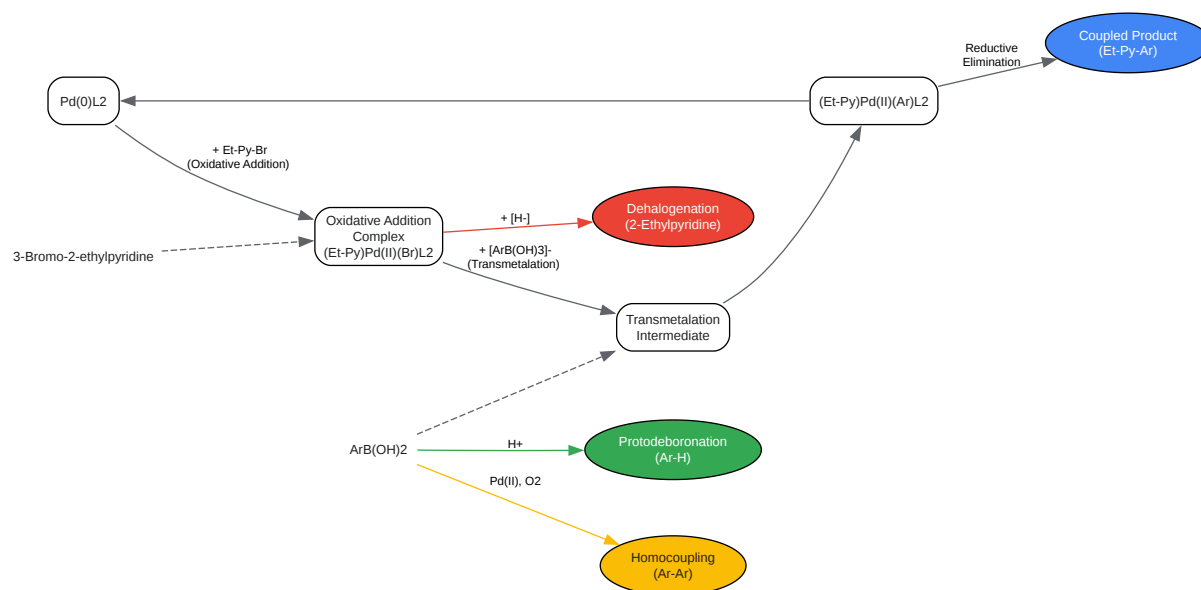 Coupled Product
(Et-Py-Ar)
Reductive
Elimination
Pd(0)L2
(Et-Py)Pd(II)(Ar)L2
+ Et-Py-Br
(Oxidative Addition)
Dehalogenation
(2-Ethylpyridine)
+ [H-]
Oxidative Addition
Complex
(Et-Py)Pd(II)(Br)L2
3-Bromo-2-ethylpyridine
+ [ArB(OH)3]-
(Transmetalation)
Transmetalation
Intermediate
ArB(OH)2
H+
Protodeboronation
(Ar-H)
Pd(II), O2
Homocoupling
(Ar-Ar)